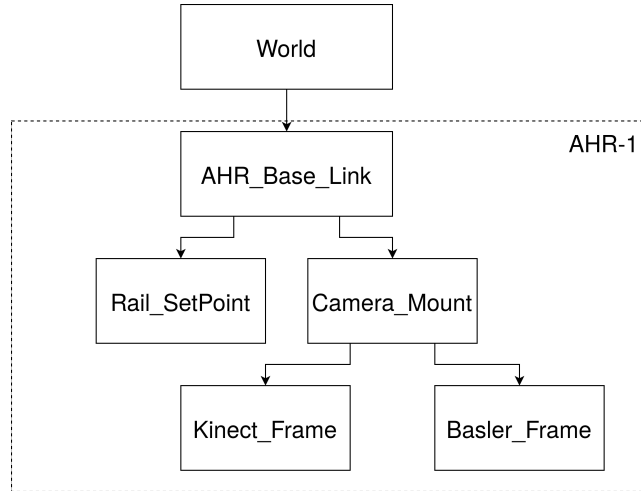 World
AHR-1
AHR_Base_Link
Rail_SetPoint
Camera_Mount
Kinect_Frame
Basler_Frame